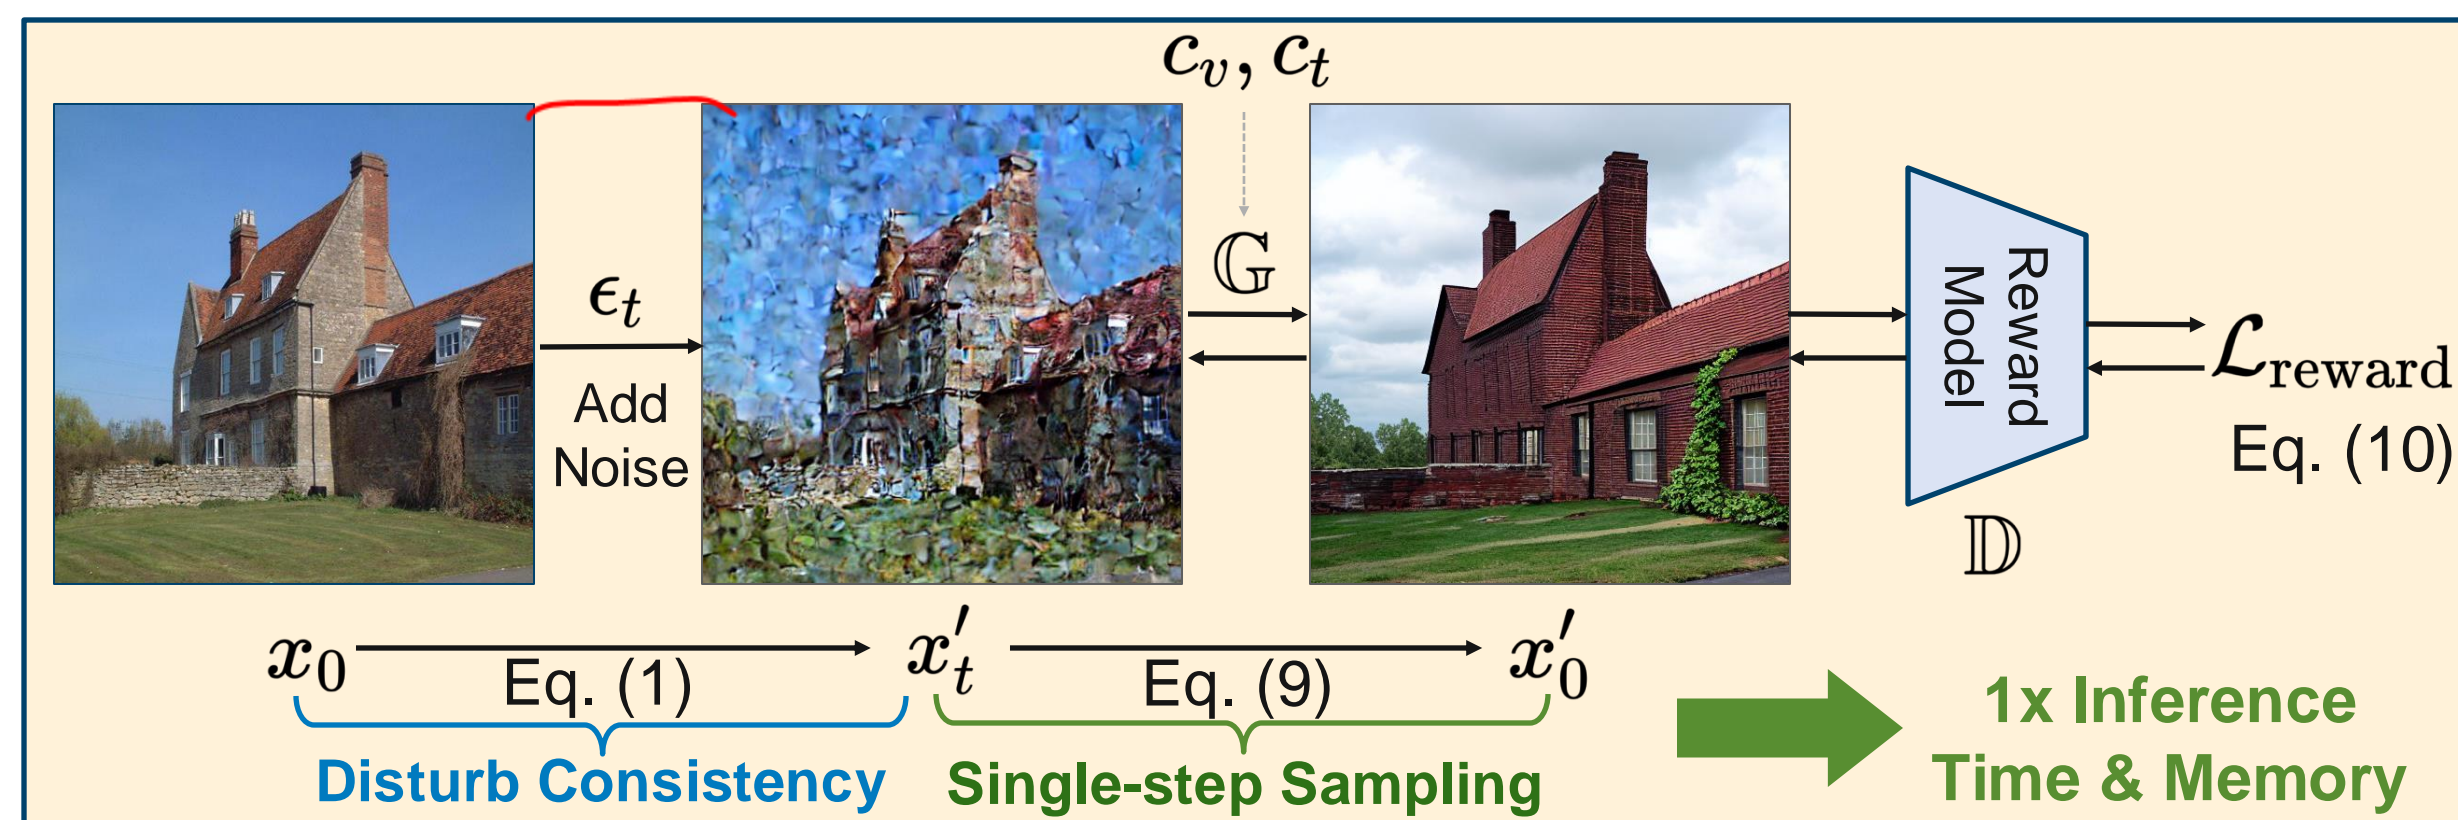 c_v, c_t
𝔾
ϵ_t
Add
Noise
Reward
Model
𝔻
ℒ_reward
Eq. (10)
x_0
Eq. (1)
x'_t
Eq. (9)
x'_0
Disturb Consistency
Single-step Sampling
1x Inference
Time & Memory